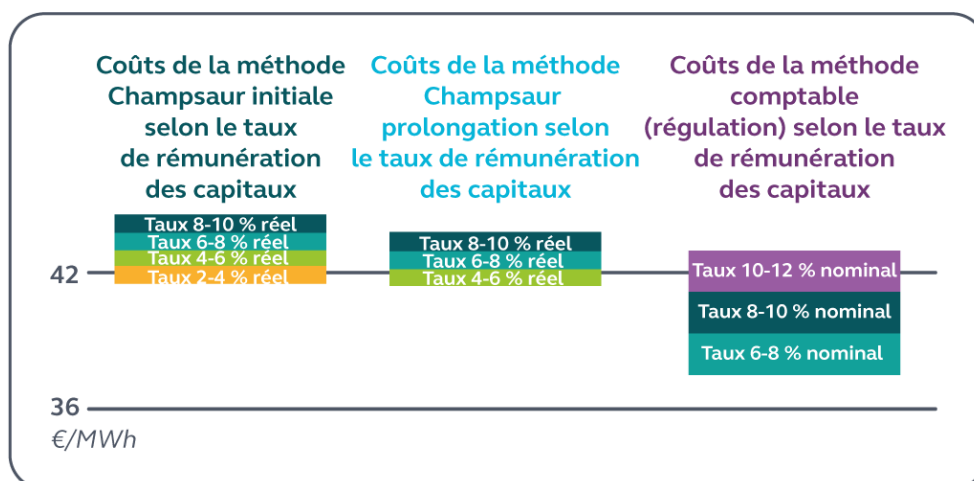 Coûts de la méthode
Champsaur initiale
selon le taux
de rémunération
des capitaux
Coûts de la méthode
Champsaur
prolongation selon
le taux de rémunération
des capitaux
Coûts de la méthode
comptable
(régulation) selon le taux
de rémunération
des capitaux
Taux 8-10 % réel
Taux 6-8 % réel
Taux 4-6 % réel
Taux 2-4 % réel
Taux 8-10 % réel
Taux 6-8 % réel
Taux 4-6 % réel
Taux 10-12 % nominal
Taux 8-10 % nominal
Taux 6-8 % nominal
42
36
€/MWh